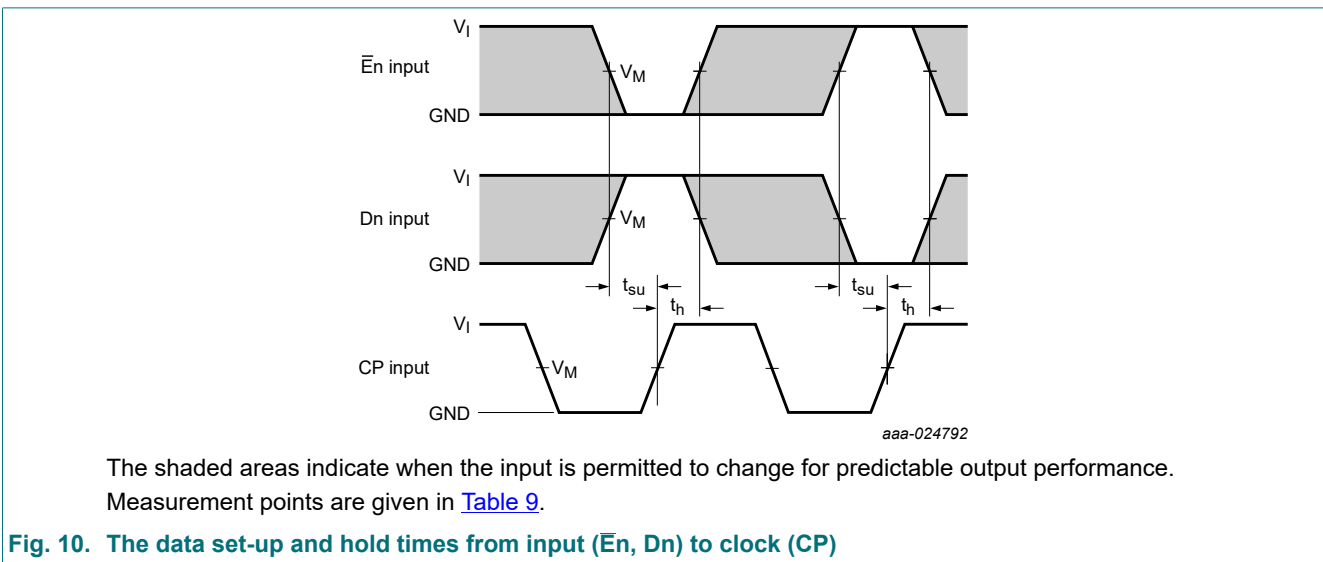 V_I
E̅n input
V_M
GND
V_I
Dn input
V_M
GND
t_su t_su
t_h t_h
V_I
CP input
V_M
GND
aaa-024792
The shaded areas indicate when the input is permitted to change for predictable output performance.
Measurement points are given in Table 9.
Fig. 10. The data set-up and hold times from input (E̅n, Dn) to clock (CP)